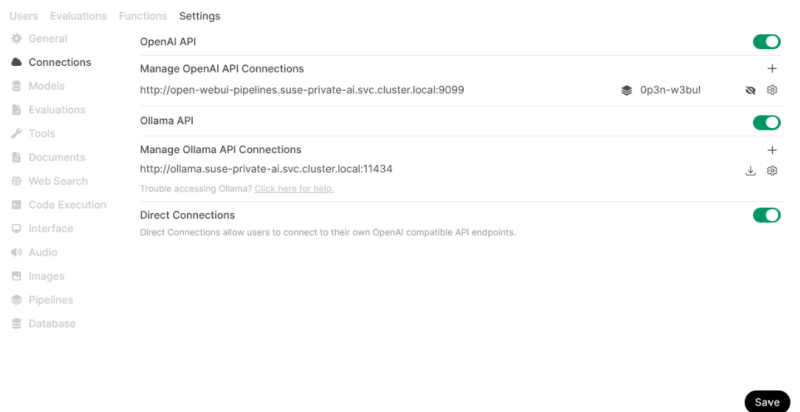 Users Evaluations Functions Settings
General
Connections
Models
Evaluations
Tools
Documents
Web Search
Code Execution
Interface
Audio
Images
Pipelines
Database
OpenAI API
Manage OpenAI API Connections
http://open-webui-pipelines.suse-private-ai.svc.cluster.local:9099 0p3n-w3bu!
Ollama API
Manage Ollama API Connections
http://ollama.suse-private-ai.svc.cluster.local:11434
Trouble accessing Ollama? Click here for help.
Direct Connections
Direct Connections allow users to connect to their own OpenAI compatible API endpoints.
Save